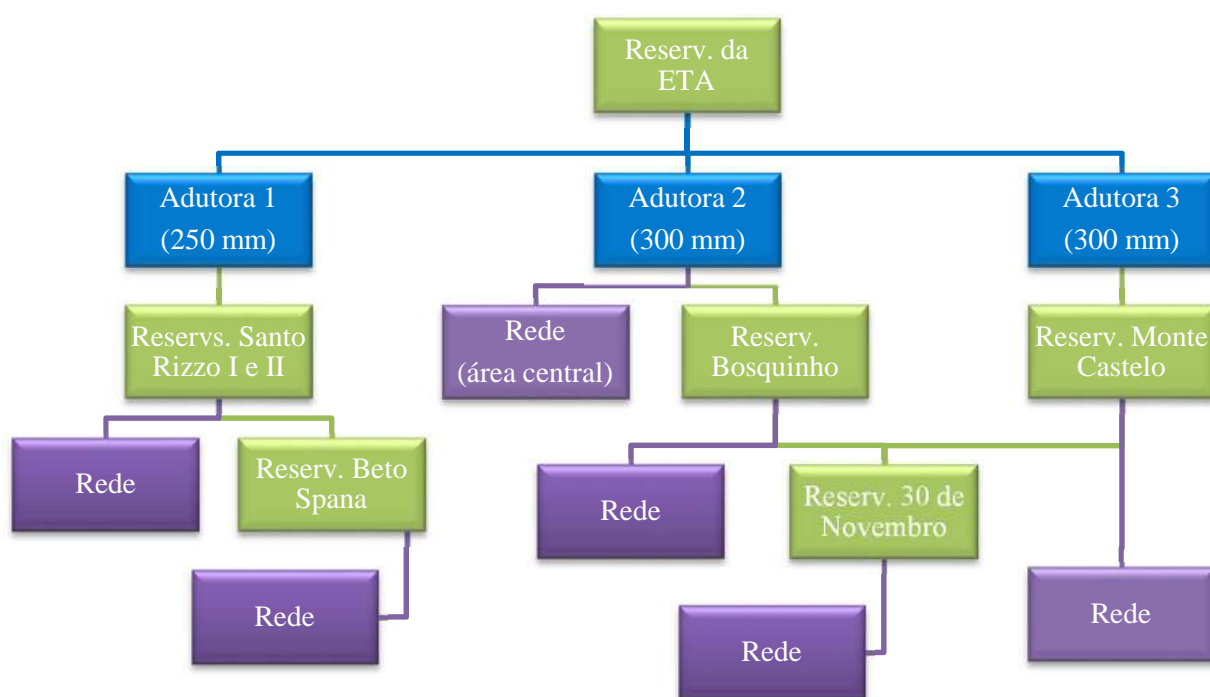 Reserv. da
ETA
Adutora 1
(250 mm)
Adutora 2
(300 mm)
Adutora 3
(300 mm)
Reservs. Santo
Rizzo I e II
Rede
(área central)
Reserv.
Bosquinho
Reserv. Monte
Castelo
Rede
Reserv. Beto
Spana
Rede
Reserv. 30 de
Novembro
Rede
Rede
Rede